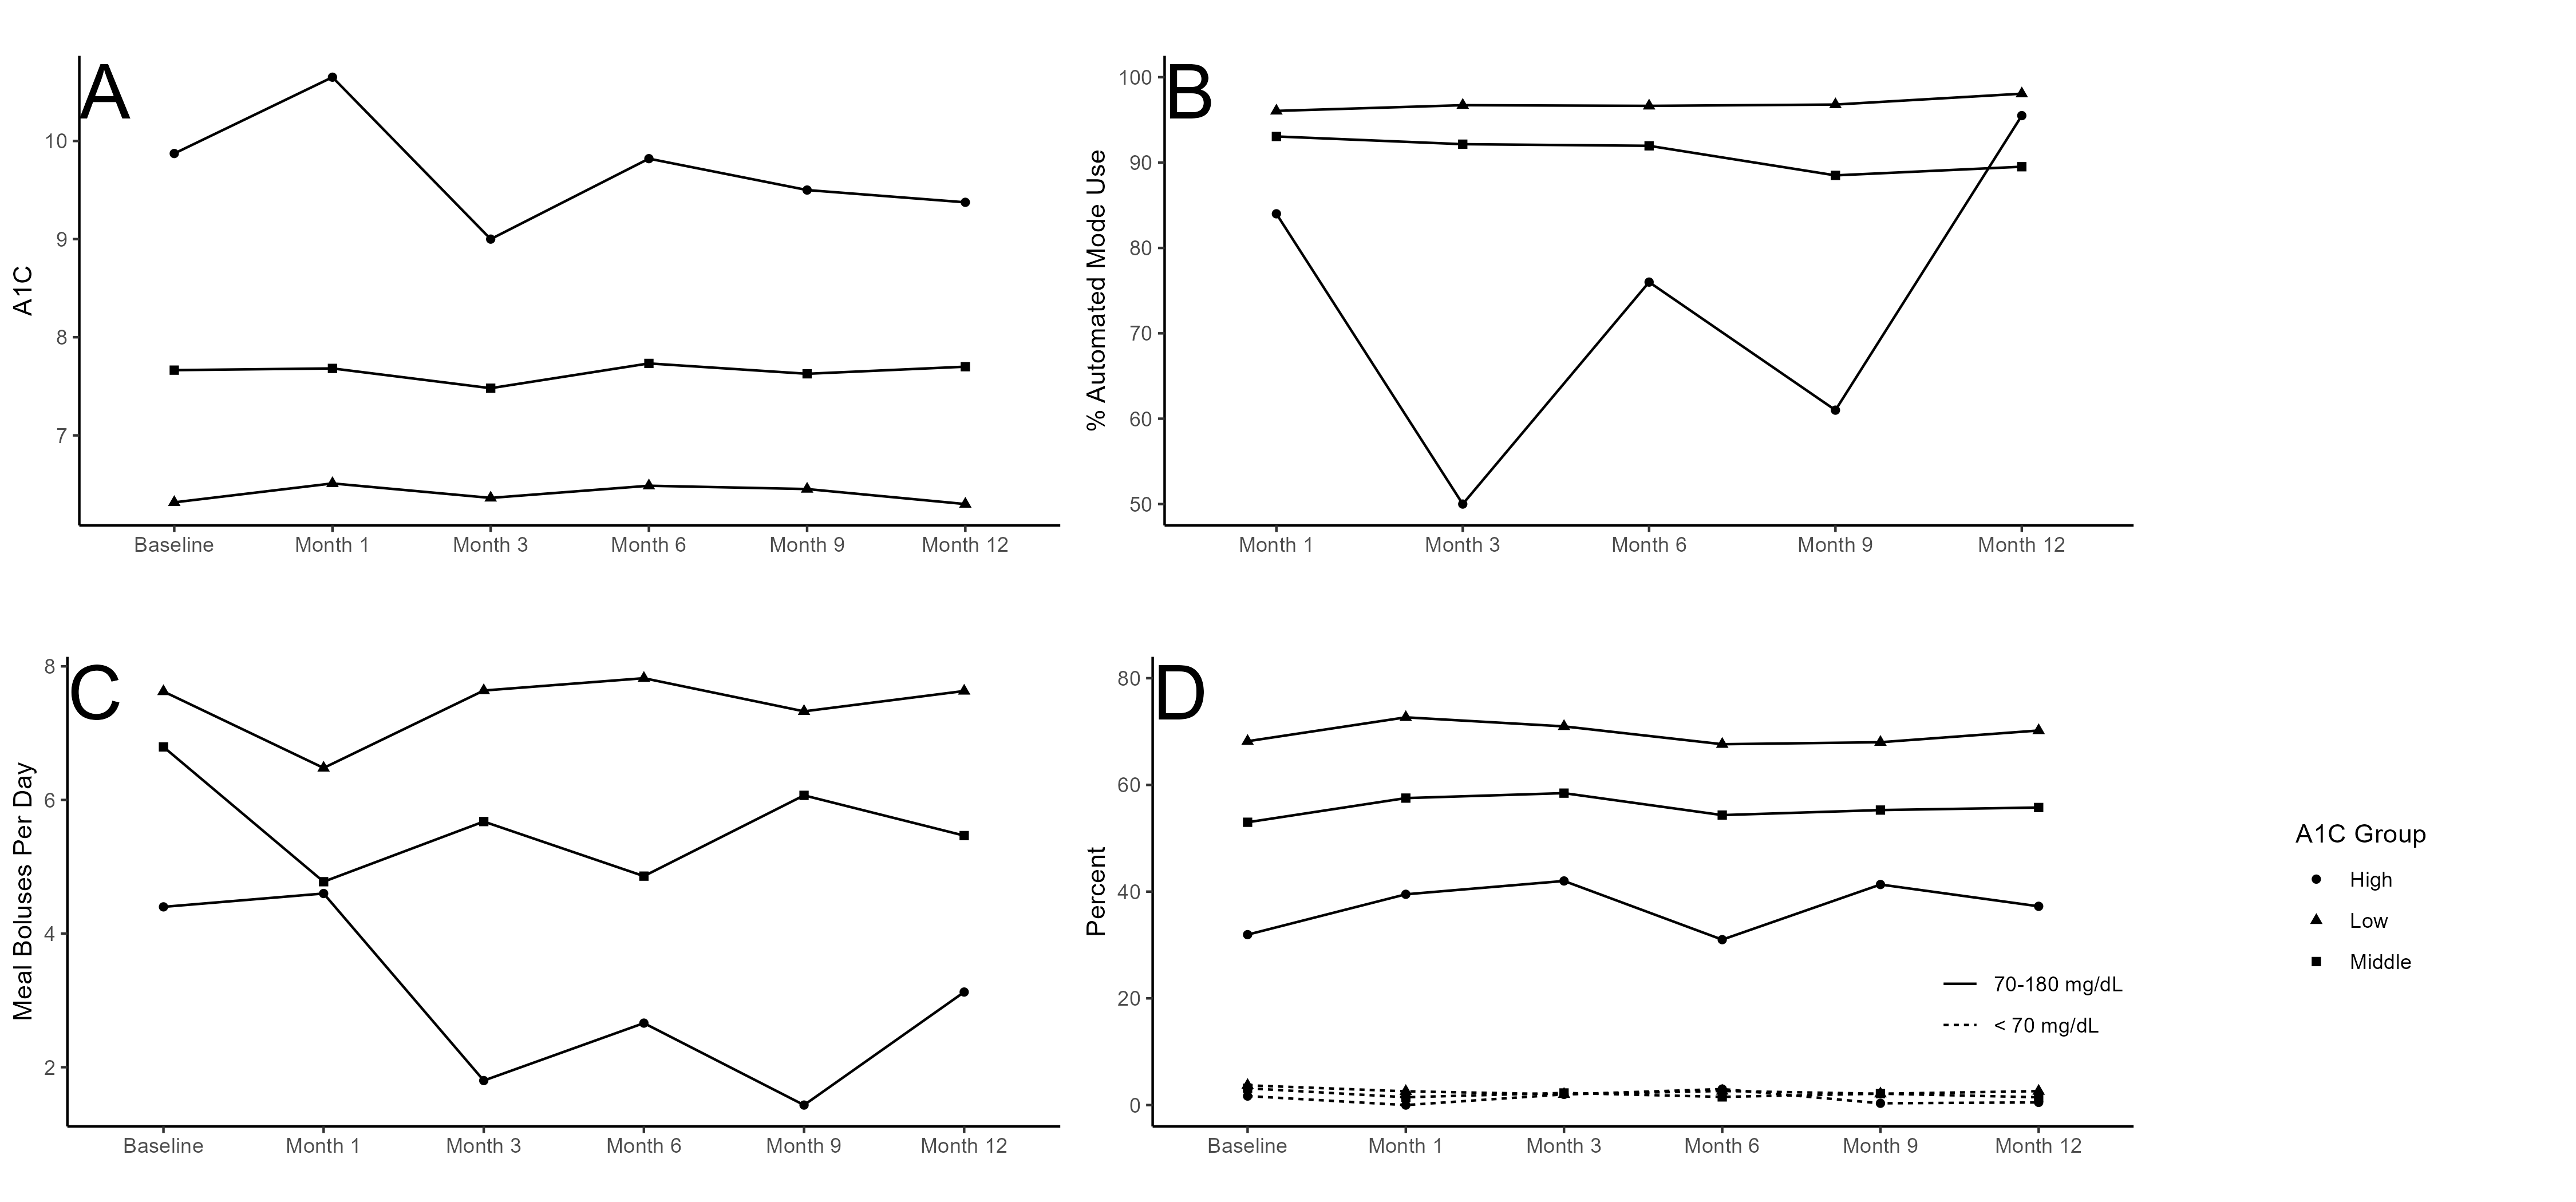 A
A1C
10
9
8
7
Baseline Month 1 Month 3 Month 6 Month 9 Month 12
B
% Automated Mode Use
100
90
80
70
60
50
Month 1 Month 3 Month 6 Month 9 Month 12
C
Meal Boluses Per Day
8
6
4
2
Baseline Month 1 Month 3 Month 6 Month 9 Month 12
D
Percent
80
60
40
20
0
70-180 mg/dL
< 70 mg/dL
Baseline Month 1 Month 3 Month 6 Month 9 Month 12
A1C Group
High
Low
Middle